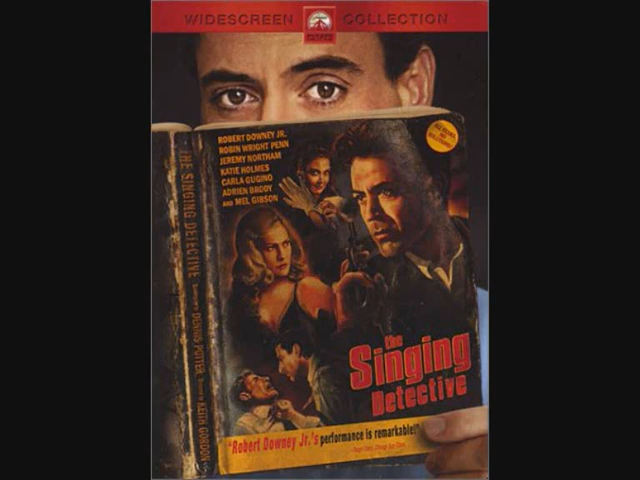 WIDESCREEN COLLECTION
ROBERT DOWNEY JR.
ROBIN WRIGHT PENN
JEREMY NORTHAM
KATIE HOLMES
CARLA GUGINO
ADRIEN BRODY
AND MEL GIBSON
THE SINGING DETECTIVE
DENNIS POTTER
KEITH GORDON
the
Singing
Detective
"Robert Downey Jr.'s performance is remarkable!"